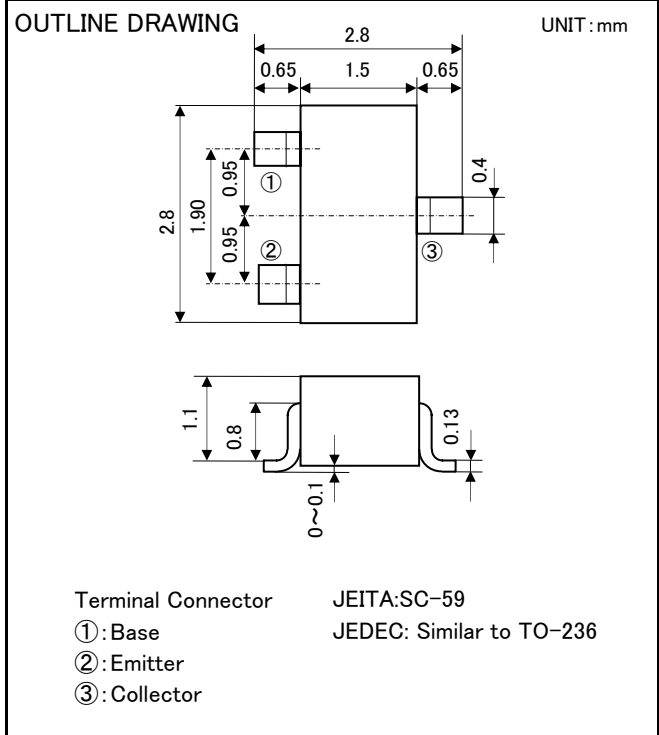 OUTLINE DRAWING UNIT:mm
2.8
0.65 1.5 0.65
2.8
1.90
0.95
0.95
①
②
③
0.4
1.1
0.8
0.13
0~0.1
Terminal Connector JEITA:SC-59
①:Base JEDEC: Similar to TO-236
②:Emitter
③:Collector